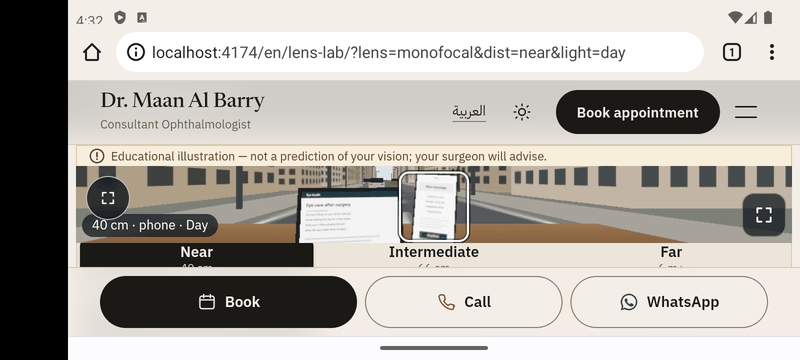 4:32
localhost:4174/en/lens-lab/?lens=monofocal&dist=near&light=day
1
Dr. Maan Al Barry
Consultant Ophthalmologist
العربية
Book appointment
Educational illustration — not a prediction of your vision; your surgeon will advise.
Eye care after surgery
40 cm · phone · Day
Near
Intermediate
Far
Book
Call
WhatsApp